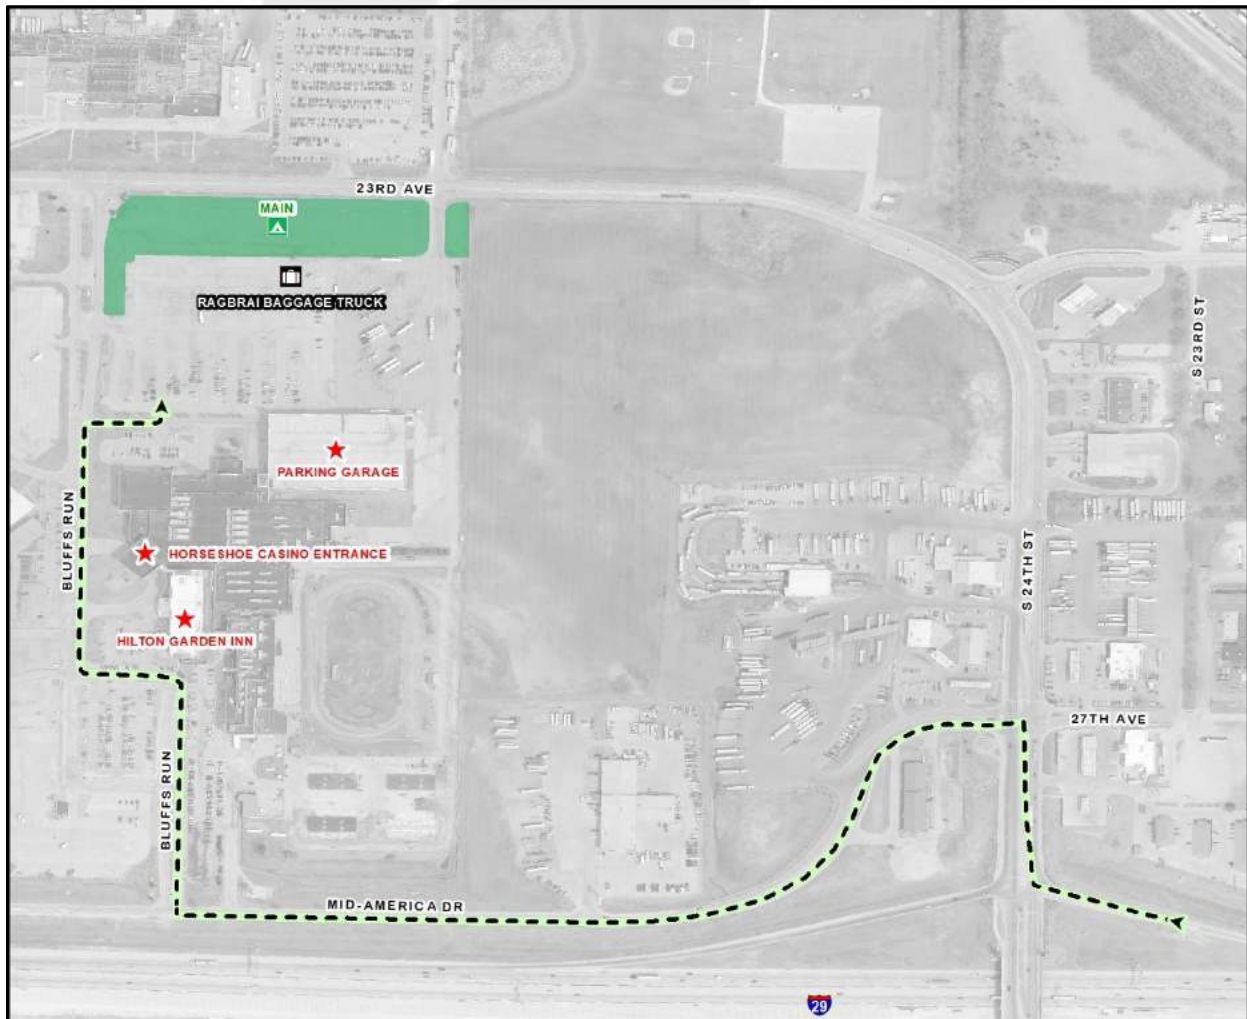 23RD AVE
MAIN
RAGBRAI BAGGAGE TRUCK
S 23RD ST
PARKING GARAGE
BLUFFS RUN
HORSESHOE CASINO ENTRANCE
S 24TH ST
HILTON GARDEN INN
27TH AVE
BLUFFS RUN
MID-AMERICA DR
29